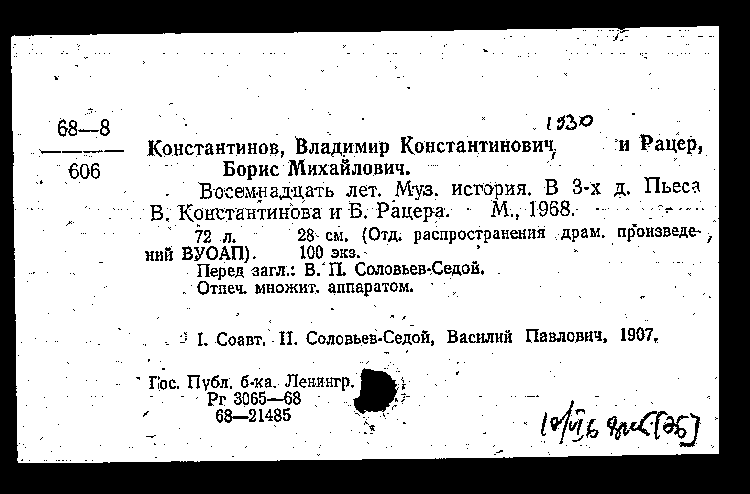 68—8
606
1930
Константинов, Владимир Константинович, и Рацер,
Борис Михайлович.
Восемнадцать лет. Муз. история. В 3-х д. Пьеса
В. Константинова и Б. Рацера. М., 1968.
72 л. 28 см. (Отд. распространения драм. произведе-
ний ВУОАП). 100 экз.
Перед загл.: В. П. Соловьев-Седой.
Отпеч. множит. аппаратом.
I. Соавт. II. Соловьев-Седой, Василий Павлович, 1907.
Гос. Публ. б-ка. Ленингр.
Рг 3065—68
68—21485